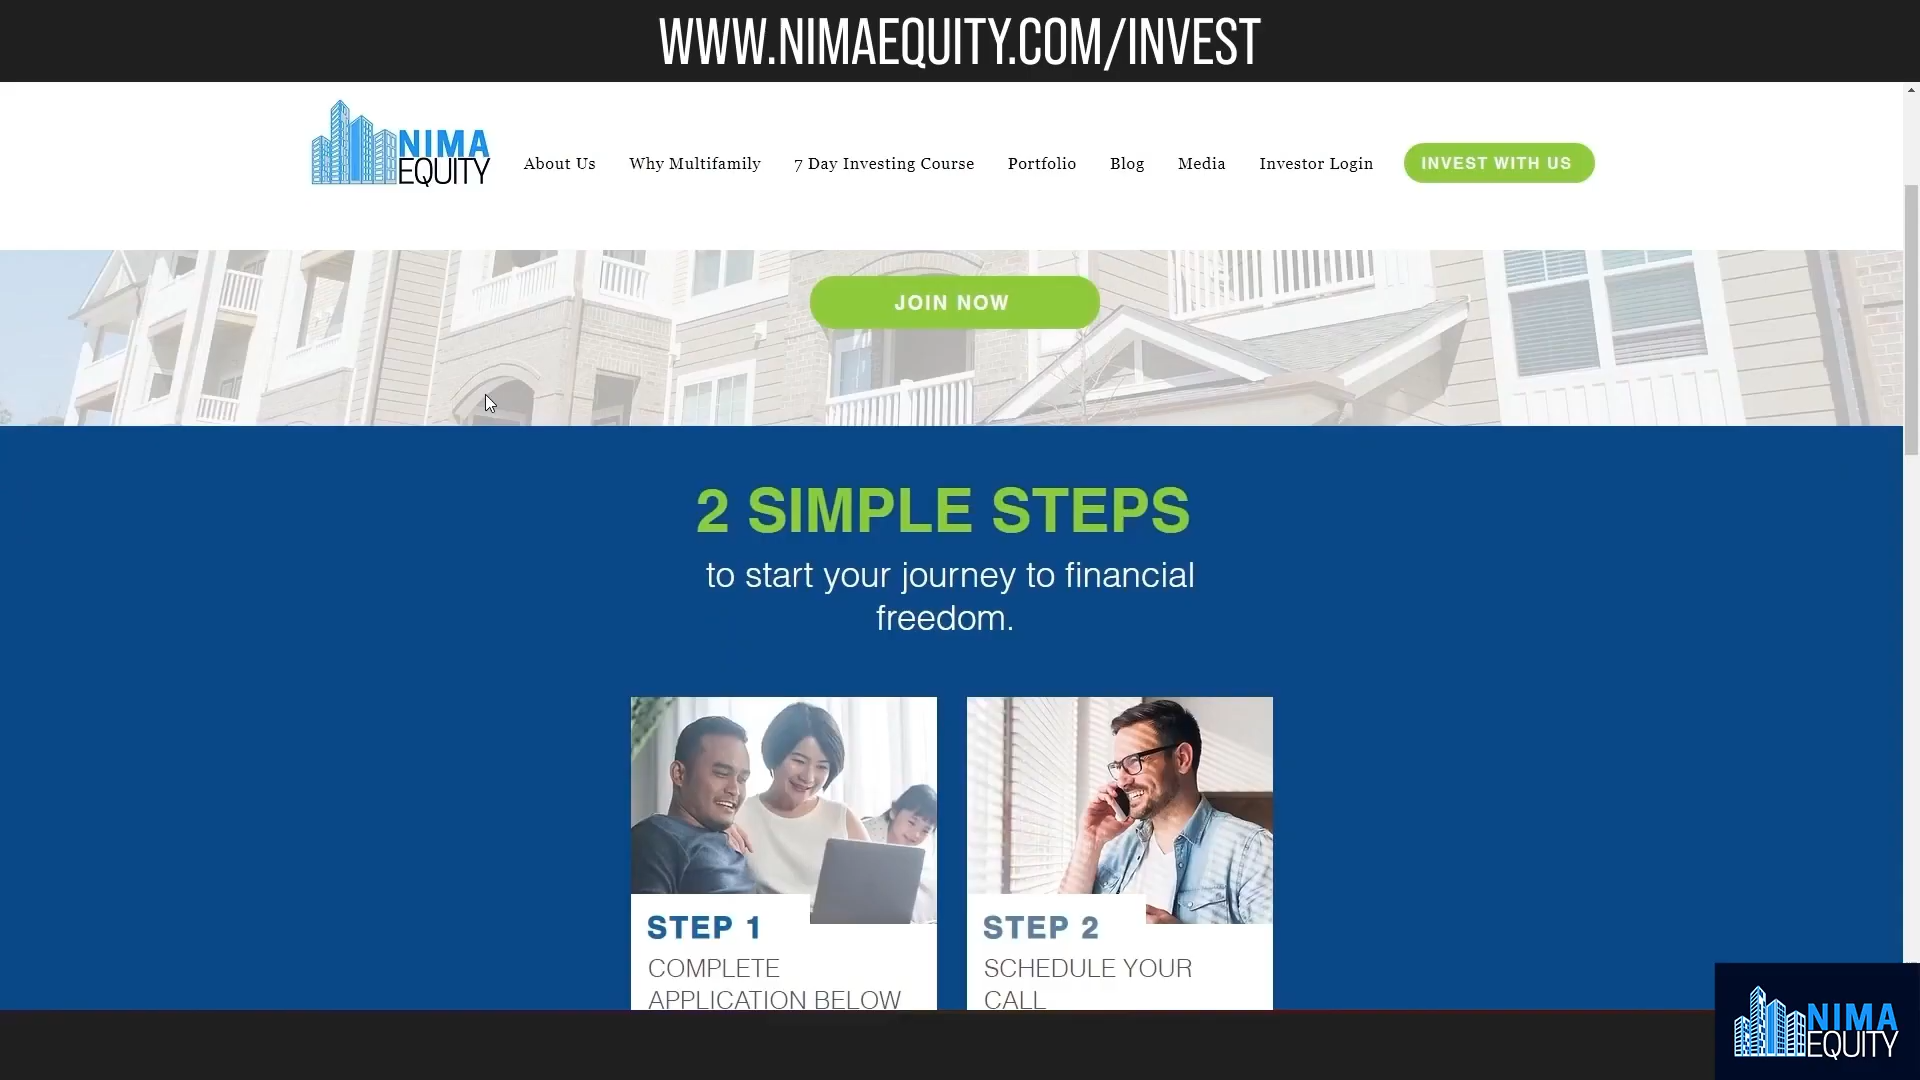 WWW.NIMAEQUITY.COM/INVEST
NIMA
EQUITY
About Us
Why Multifamily
7 Day Investing Course
Portfolio
Blog
Media
Investor Login
INVEST WITH US
JOIN NOW
2 SIMPLE STEPS
to start your journey to financial
freedom.
STEP 1
COMPLETE
APPLICATION BELOW
STEP 2
SCHEDULE YOUR
CALL
NIMA
EQUITY